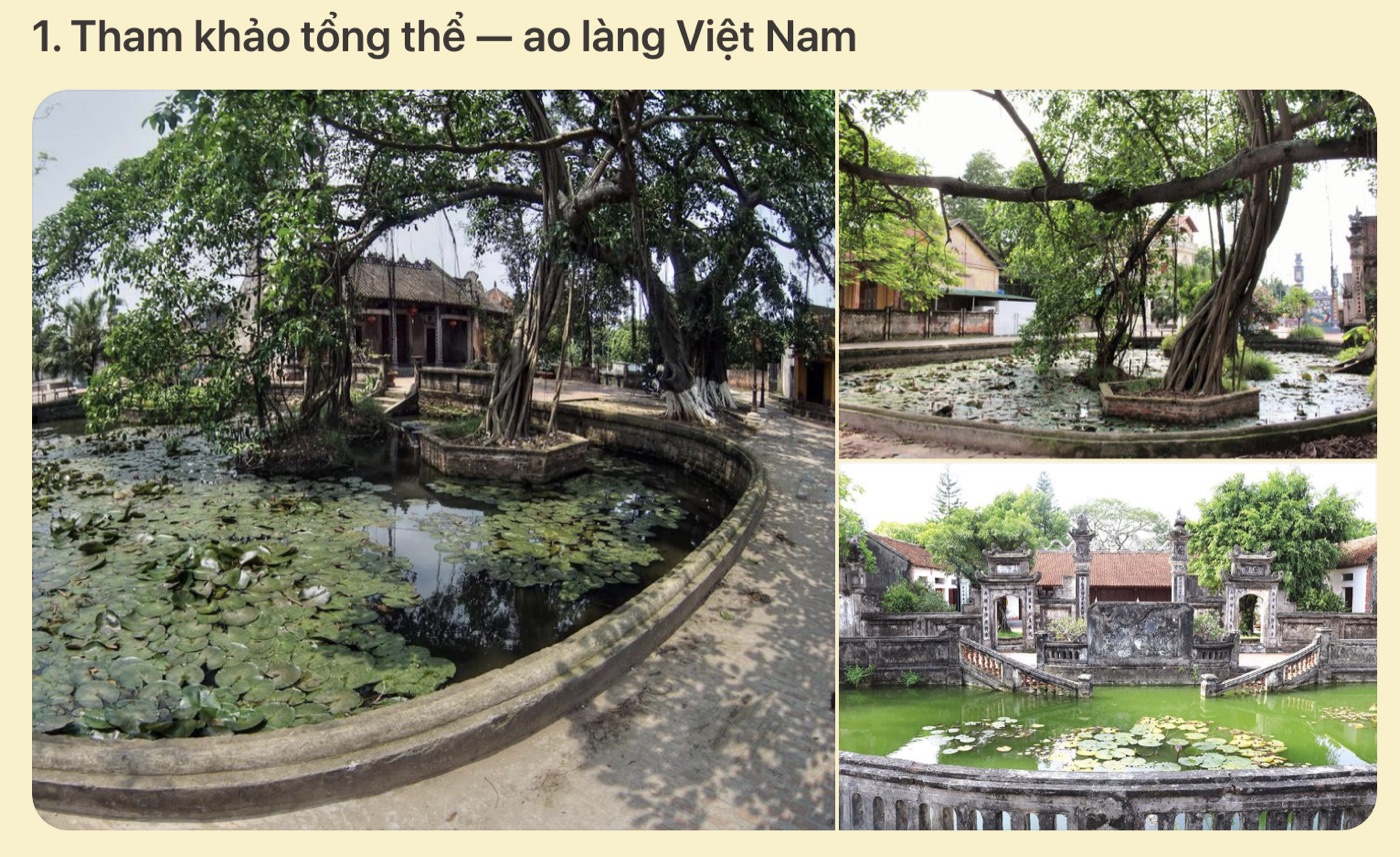 1. Tham khảo tổng thể — ao làng Việt Nam